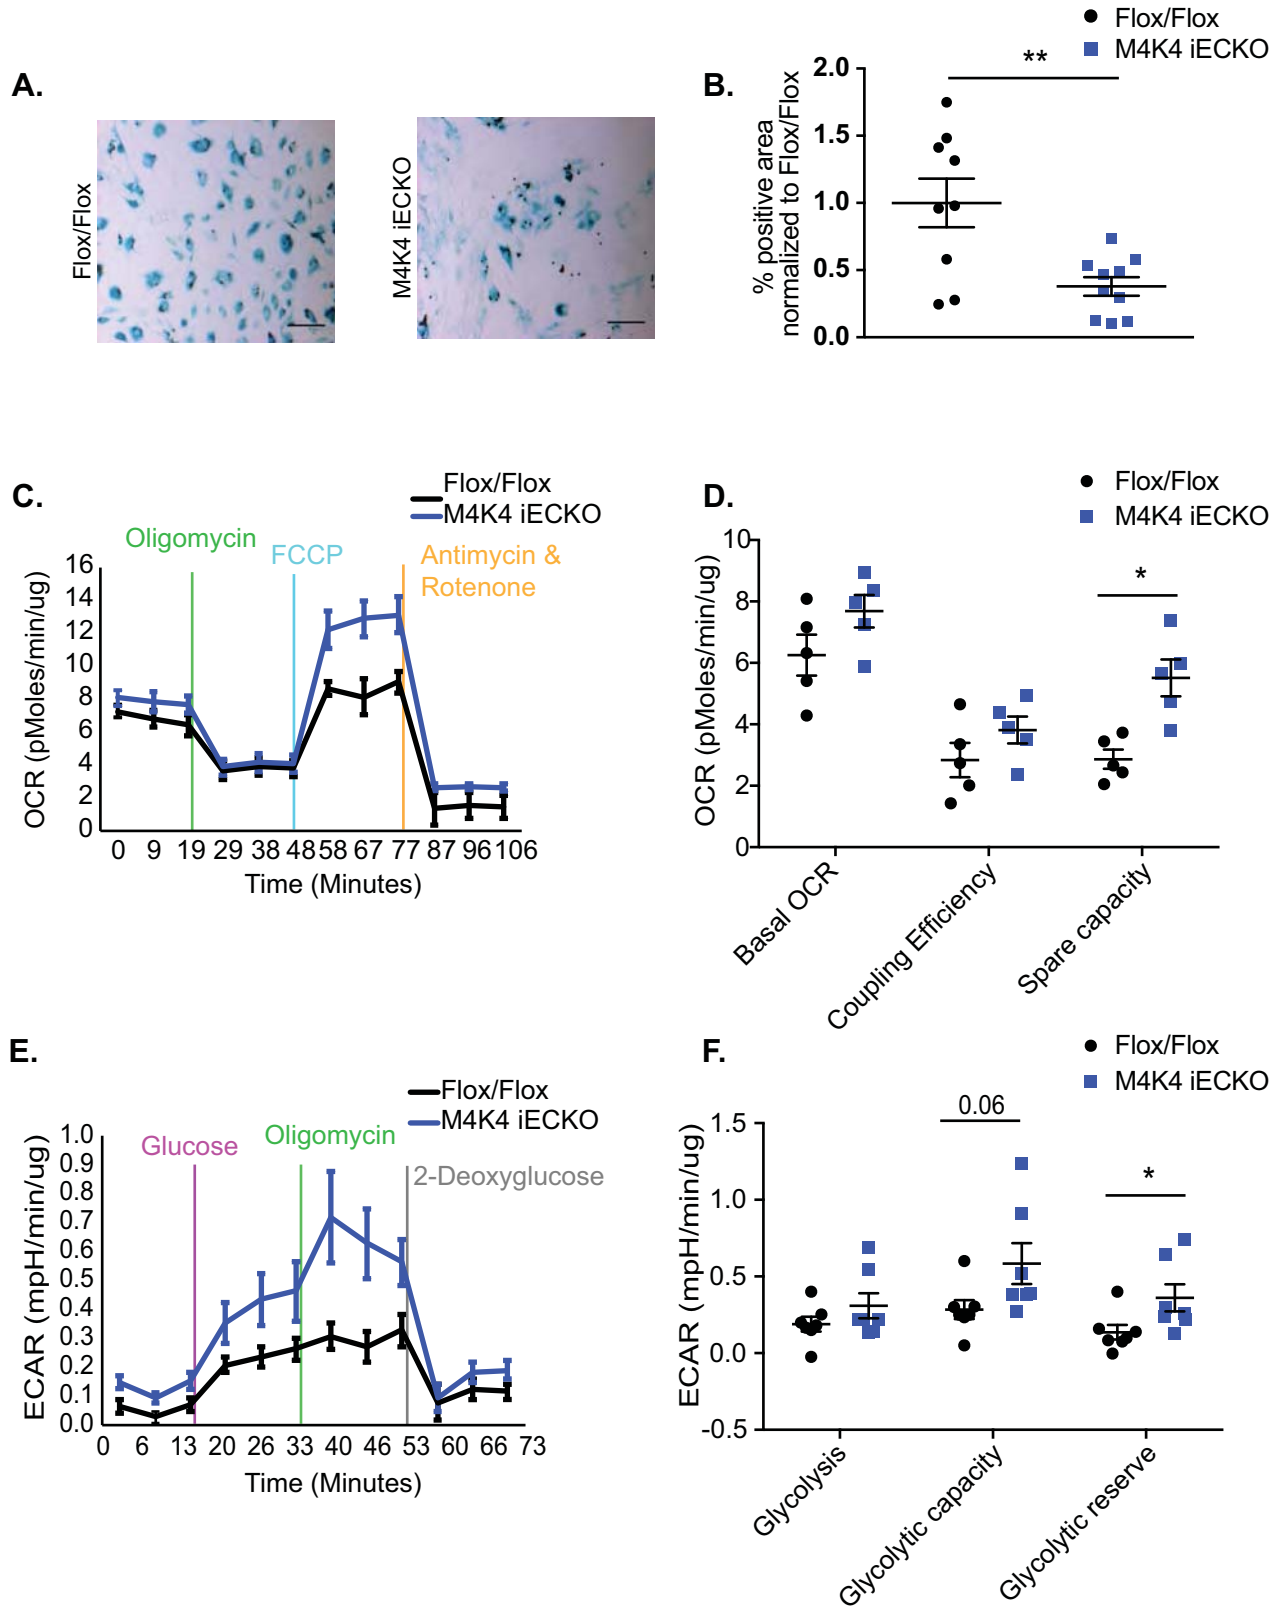 A.
Flox/Flox
M4K4 iECKO
B.
Flox/Flox
M4K4 iECKO
**
% positive area
normalized to Flox/Flox
2.0
1.5
1.0
0.5
0.0
C.
Flox/Flox
M4K4 iECKO
Oligomycin
FCCP
Antimycin &
Rotenone
OCR (pMoles/min/ug)
16
14
12
10
8
6
4
2
0
0 9 19 29 38 48 58 67 77 87 96 106
Time (Minutes)
D.
Flox/Flox
M4K4 iECKO
*
OCR (pMoles/min/ug)
10
8
6
4
2
0
Basal OCR
Coupling Efficiency
Spare capacity
E.
Flox/Flox
M4K4 iECKO
Glucose
Oligomycin
2-Deoxyglucose
ECAR (mpH/min/ug)
1.0
0.9
0.8
0.7
0.6
0.5
0.4
0.3
0.2
0.1
0.0
0 6 13 20 26 33 40 46 53 60 66 73
Time (Minutes)
F.
Flox/Flox
M4K4 iECKO
0.06
*
ECAR (mpH/min/ug)
1.5
1.0
0.5
0.0
-0.5
Glycolysis
Glycolytic capacity
Glycolytic reserve